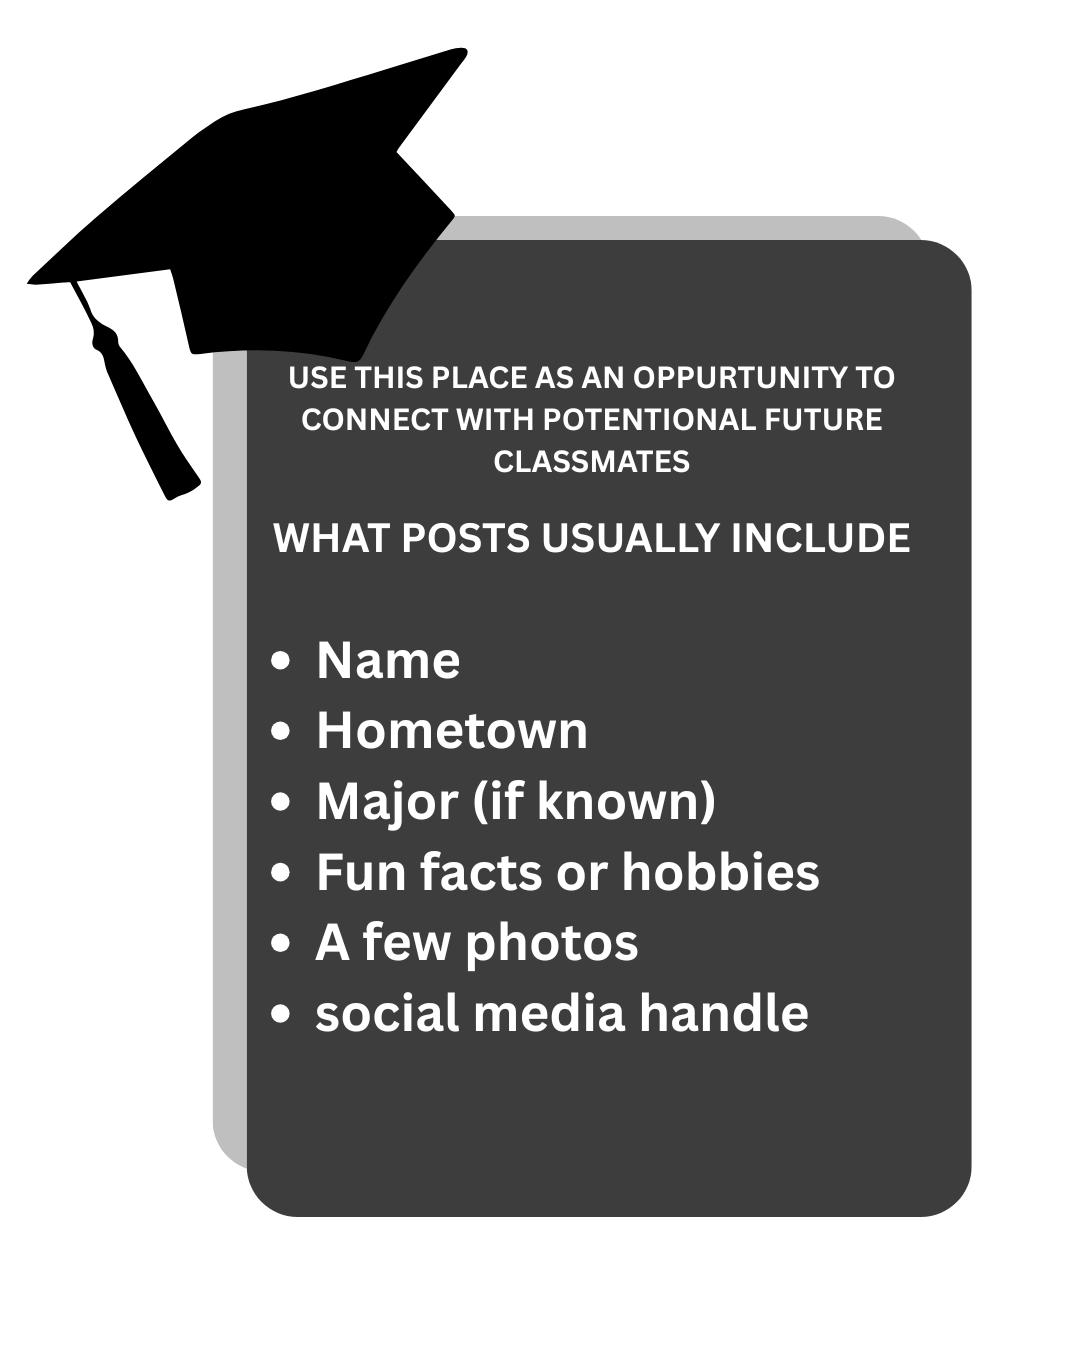 USE THIS PLACE AS AN OPPURTUNITY TO
CONNECT WITH POTENTIONAL FUTURE
CLASSMATES
WHAT POSTS USUALLY INCLUDE
• Name
• Hometown
• Major (if known)
• Fun facts or hobbies
• A few photos
• social media handle